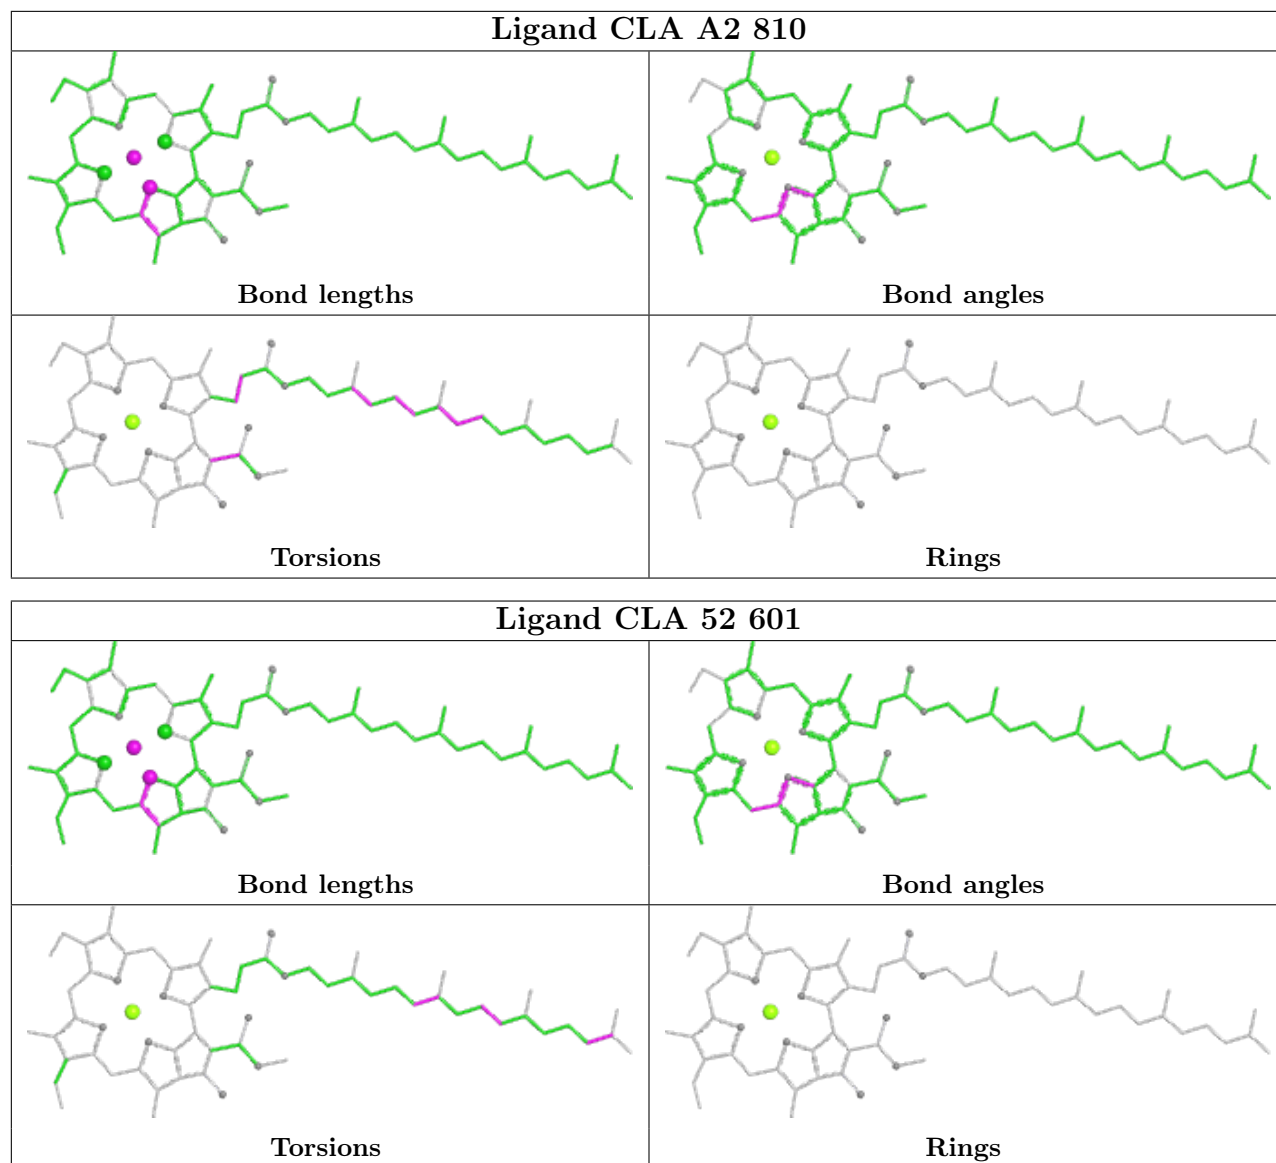 Ligand CLA A2 810
Bond lengths
Bond angles
Torsions
Rings
Ligand CLA 52 601
Bond lengths
Bond angles
Torsions
Rings